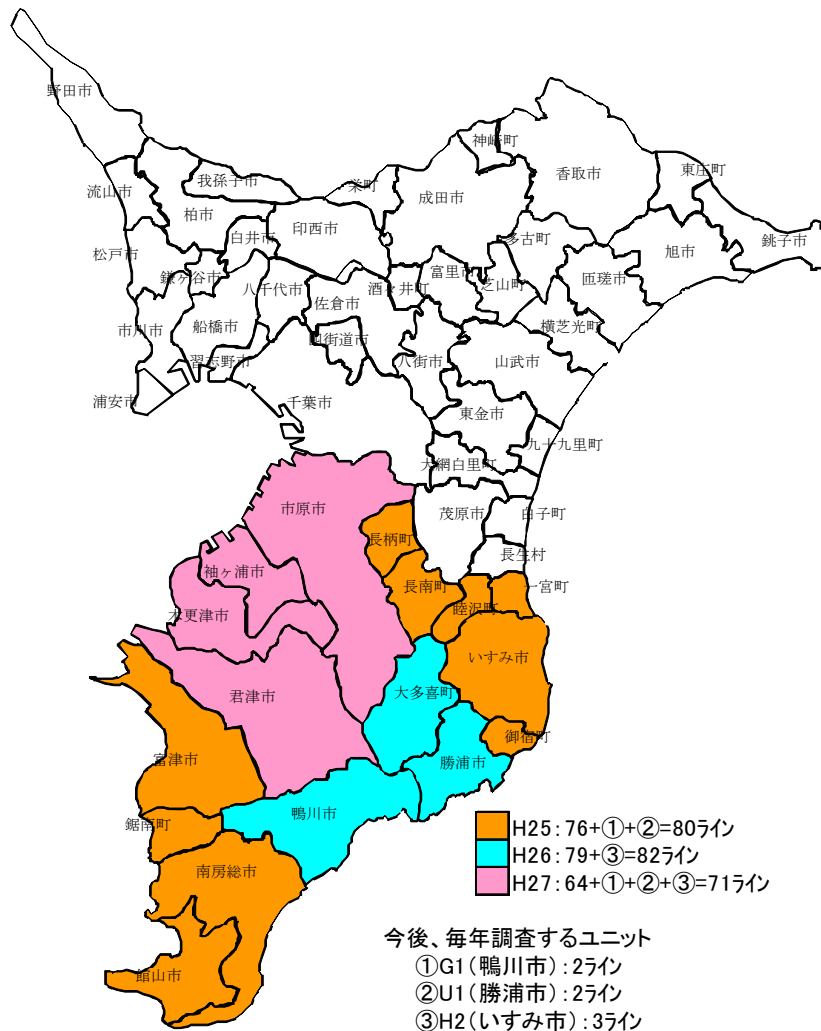 野田市
神崎町
香取市
東庄町
我孫子市
栄町
成田市
流山市
柏市
印西市
白井市
多古町
旭市
銚子市
松戸市
鎌ヶ谷市
八千代市
佐倉市
酒々井町
富里市
芝山町
匝瑳市
市川市
船橋市
四街道市
八街市
横芝光町
習志野市
山武市
浦安市
千葉市
東金市
九十九里町
大網白里町
市原市
茂原市
白子町
長柄町
長生村
袖ヶ浦市
長南町
一宮町
木更津市
睦沢町
いすみ市
君津市
大多喜町
富津市
御宿町
勝浦市
鴨川市
鋸南町
南房総市
館山市
H25:76+①+②=80ライン
H26:79+③=82ライン
H27:64+①+②+③=71ライン
今後、毎年調査するユニット
①G1(鴨川市):2ライン
②U1(勝浦市):2ライン
③H2(いすみ市):3ライン